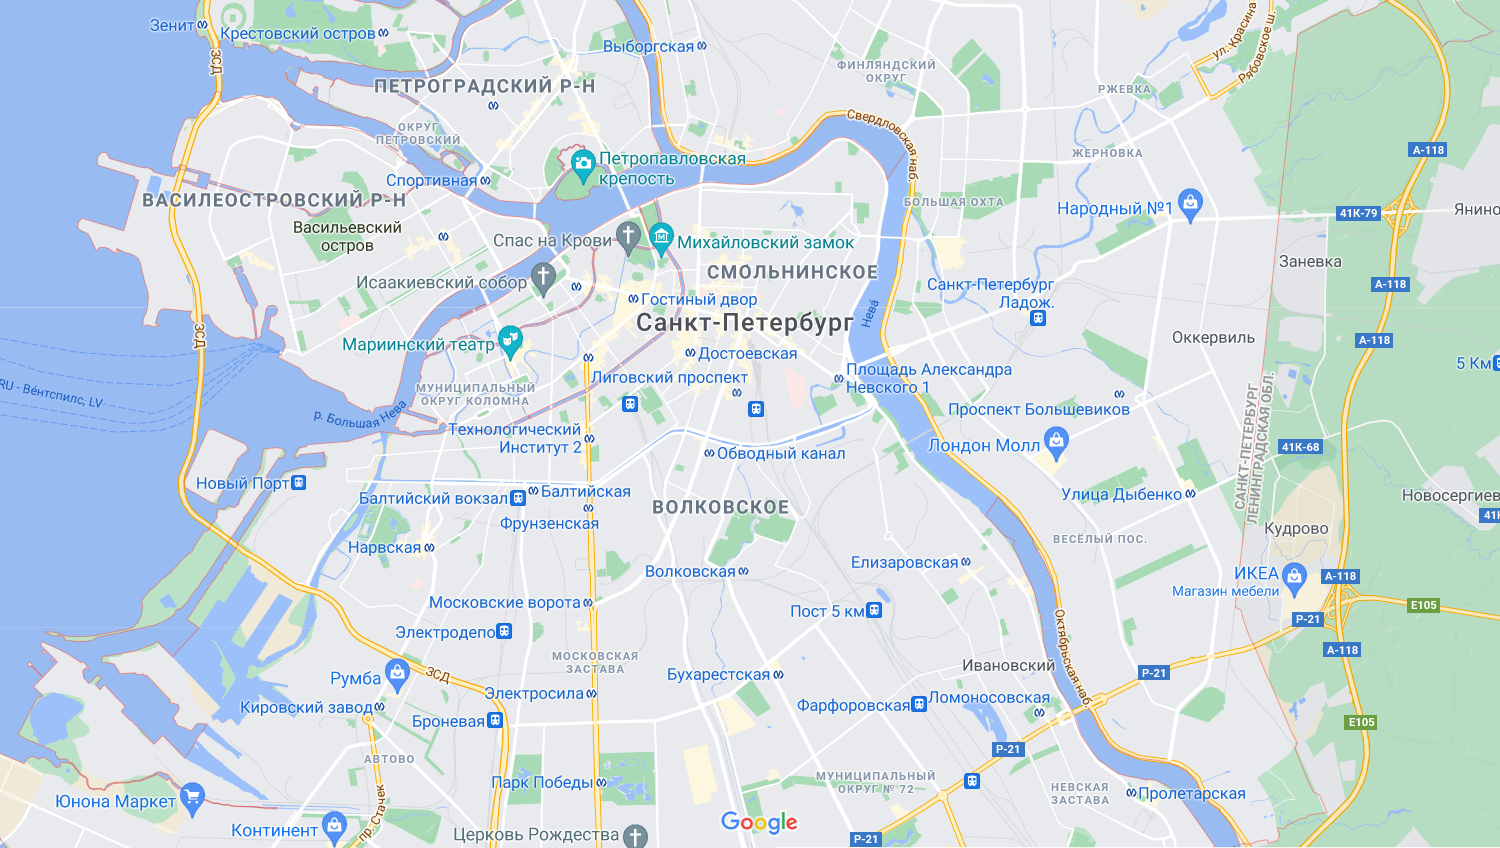 Зенит
Крестовский остров
ЗСД
Выборгская
ул. Красина
Рябовское ш.
ФИНЛЯНДСКИЙ
ОКРУГ
ПЕТРОГРАДСКИЙ Р-Н
РЖЕВКА
Свердловская наб.
ОКРУГ
ПЕТРОВСКИЙ
А-118
ЖЕРНОВКА
Петропавловская
крепость
Спортивная
ВАСИЛЕОСТРОВСКИЙ Р-Н
БОЛЬШАЯ ОХТА
Народный №1
41К-79
Янино
Васильевский
остров
Спас на Крови
Михайловский замок
Заневка
СМОЛЬНИНСКОЕ
Исаакиевский собор
Санкт-Петербург
Ладож.
А-118
Гостиный двор
Нева́
Санкт-Петербург
ЗСД
Мариинский театр
Оккервиль
А-118
Достоевская
5 Км
Площадь Александра
Невского 1
Лиговский проспект
RU - Вéнтспилс, LV
МУНИЦИПАЛЬНЫЙ
ОКРУГ КОЛОМНА
р. Большая Нева
Проспект Большевиков
САНКТ-ПЕТЕРБУРГ
ЛЕНИНГРАДСКАЯ ОБЛ.
Технологический
Институт 2
Лондон Молл
41К-68
Обводный канал
Новый Порт
Балтийский вокзал
Балтийская
Улица Дыбенко
Новосергиев
ВОЛКОВСКОЕ
41К
Фрунзенская
Кудрово
ВЕСЁЛЫЙ ПОС.
Нарвская
Елизаровская
Волковская
ИКЕА
Магазин мебели
А-118
Московские ворота
Пост 5 км
E105
Р-21
Электродепо
Октябрьская наб.
А-118
МОСКОВСКАЯ
ЗАСТАВА
Ивановский
Румба
ЗСД
Бухарестская
Р-21
Электросила
Кировский завод
Фарфоровская
Ломоносовская
Броневая
E105
Р-21
АВТОВО
Парк Победы
МУНИЦИПАЛЬНЫЙ
ОКРУГ № 72
НЕВСКАЯ
ЗАСТАВА
Пролетарская
Юнона Маркет
пр. Стачек
Континент
Google
Церковь Рождества
Р-21